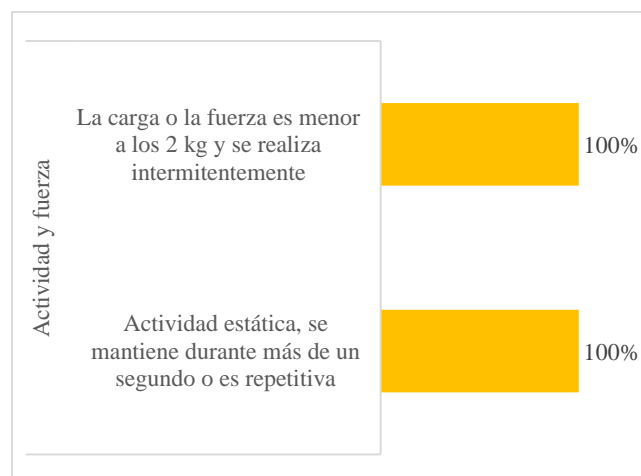 Actividad y fuerza
La carga o la fuerza es menor
a los 2 kg y se realiza
intermitentemente
100%
Actividad estática, se
mantiene durante más de un
segundo o es repetitiva
100%